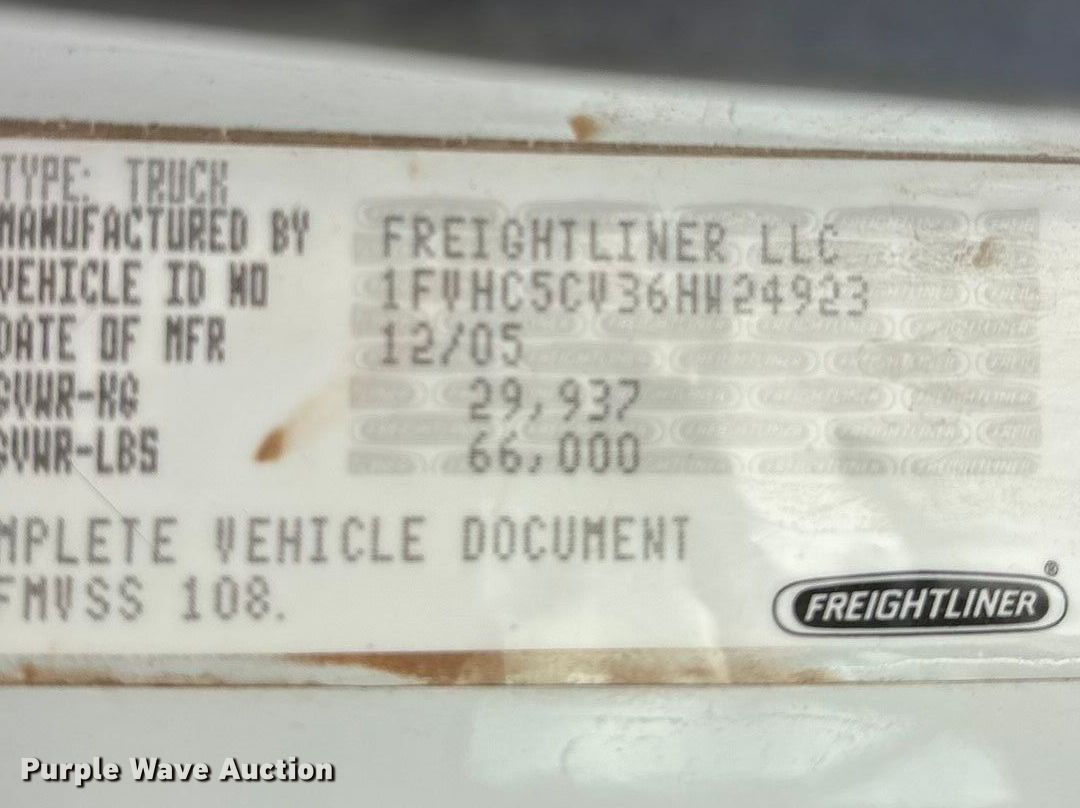 TYPE: TRUCK
MANUFACTURED BY FREIGHTLINER LLC
VEHICLE ID NO 1FVHC5CV36HW24923
DATE OF MFR 12/05
GVWR-KG 29,937
GVWR-LBS 66,000
MPLETE VEHICLE DOCUMENT
FMVSS 108.
FREIGHTLINER®
Purple Wave Auction